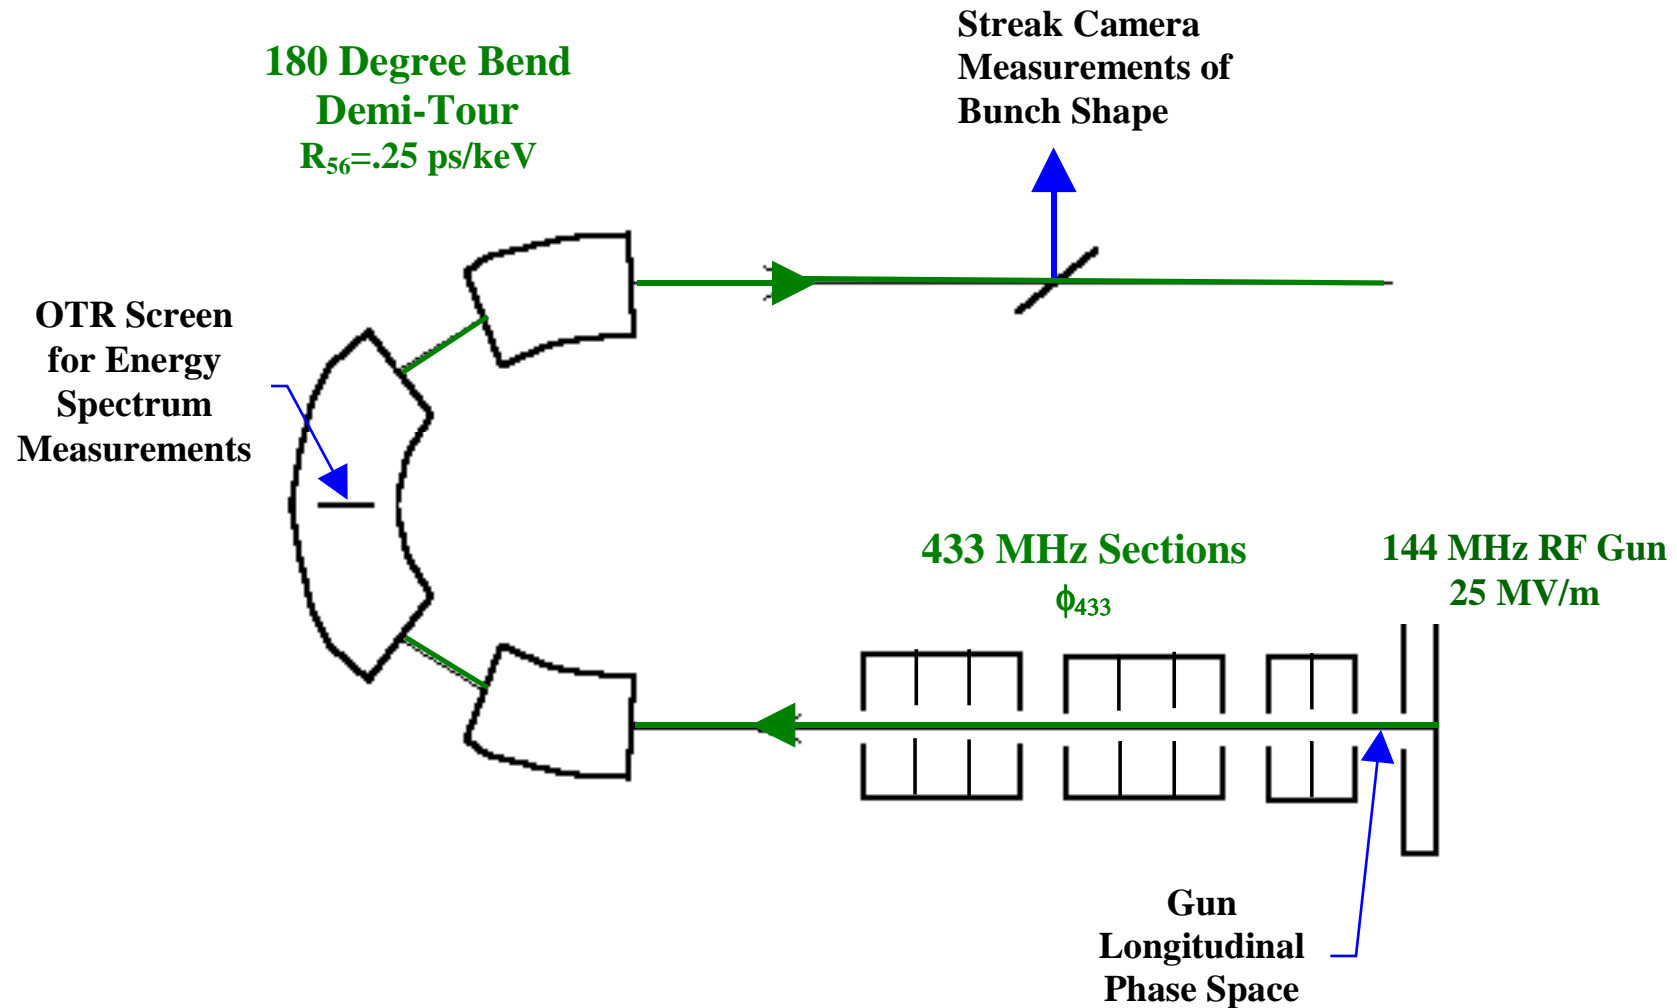 Streak Camera
Measurements of
Bunch Shape
180 Degree Bend
Demi-Tour
R₅₆=.25 ps/keV
OTR Screen
for Energy
Spectrum
Measurements
433 MHz Sections
ϕ₄₃₃
144 MHz RF Gun
25 MV/m
Gun
Longitudinal
Phase Space